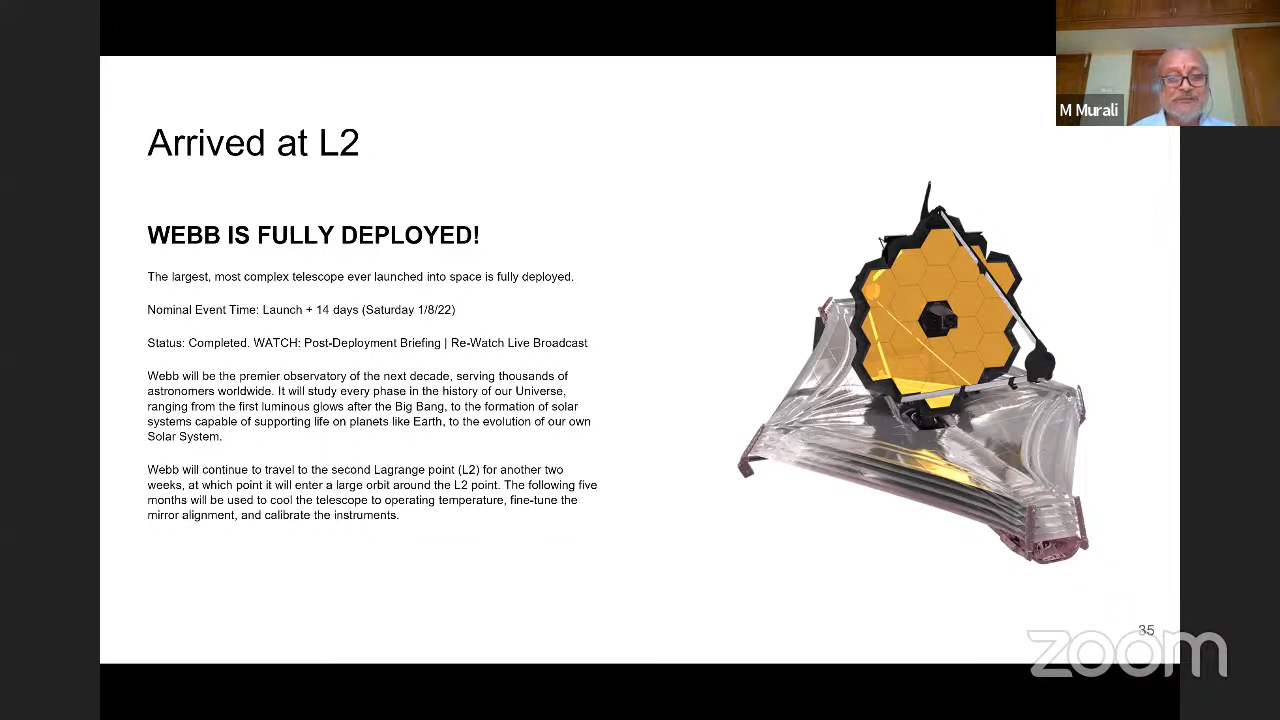 M Murali
Arrived at L2
WEBB IS FULLY DEPLOYED!
The largest, most complex telescope ever launched into space is fully deployed.
Nominal Event Time: Launch + 14 days (Saturday 1/8/22)
Status: Completed. WATCH: Post-Deployment Briefing | Re-Watch Live Broadcast
Webb will be the premier observatory of the next decade, serving thousands of
astronomers worldwide. It will study every phase in the history of our Universe,
ranging from the first luminous glows after the Big Bang, to the formation of solar
systems capable of supporting life on planets like Earth, to the evolution of our own
Solar System.
Webb will continue to travel to the second Lagrange point (L2) for another two
weeks, at which point it will enter a large orbit around the L2 point. The following five
months will be used to cool the telescope to operating temperature, fine-tune the
mirror alignment, and calibrate the instruments.
35
zoom